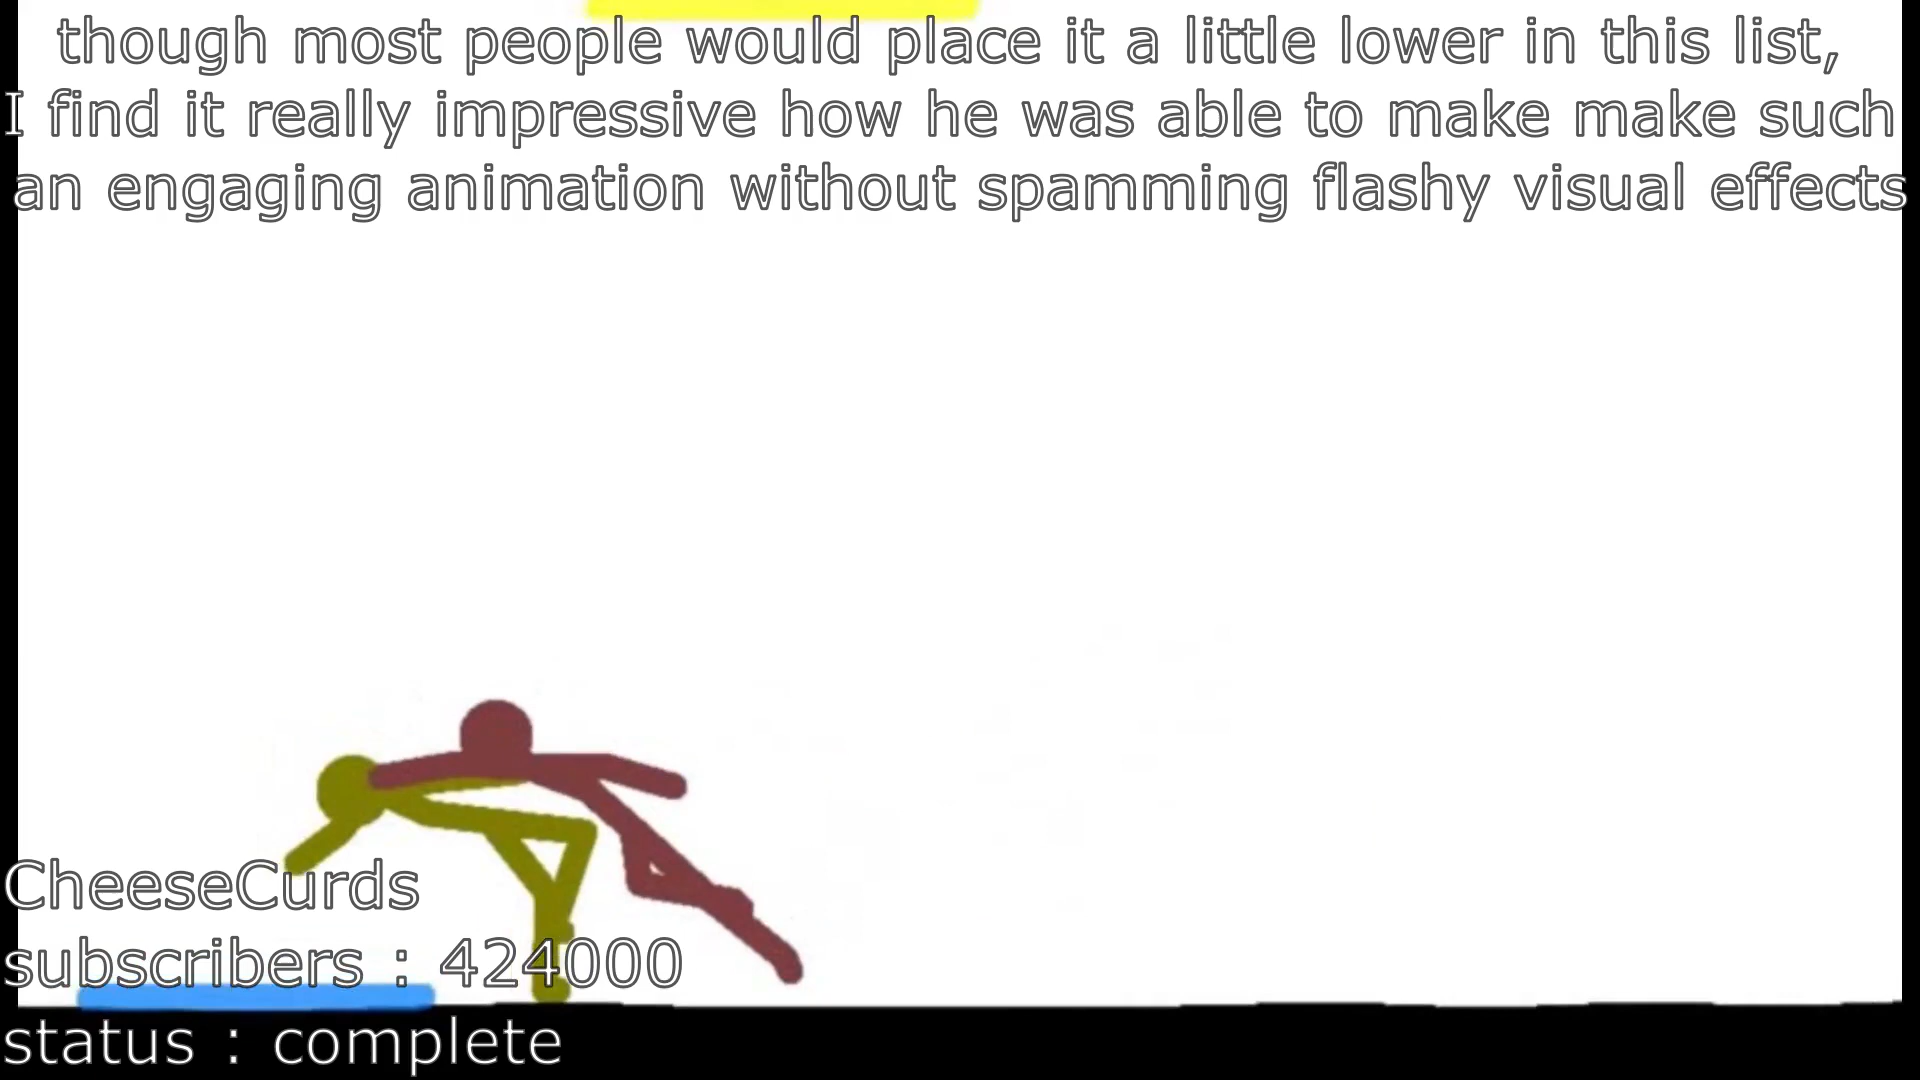 though most people would place it a little lower in this list,
I find it really impressive how he was able to make make such
an engaging animation without spamming flashy visual effects
CheeseCurds
subscribers : 424000
status : complete